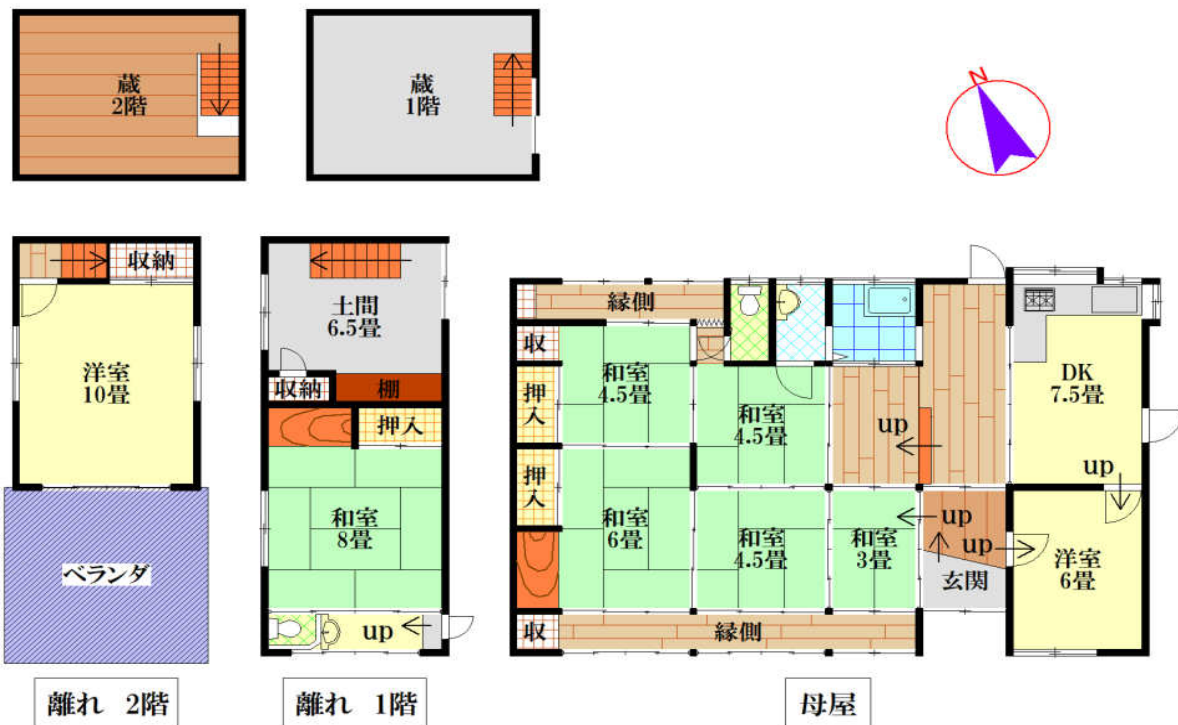 蔵
2階
蔵
1階
N
収納
洋室
10畳
ベランダ
離れ 2階
土間
6.5畳
収納
棚
押入
和室
8畳
up
離れ 1階
縁側
収
和室
4.5畳
押入
和室
4.5畳
up
DK
7.5畳
up
押入
和室
6畳
和室
4.5畳
和室
3畳
up
up
玄関
洋室
6畳
収
縁側
母屋